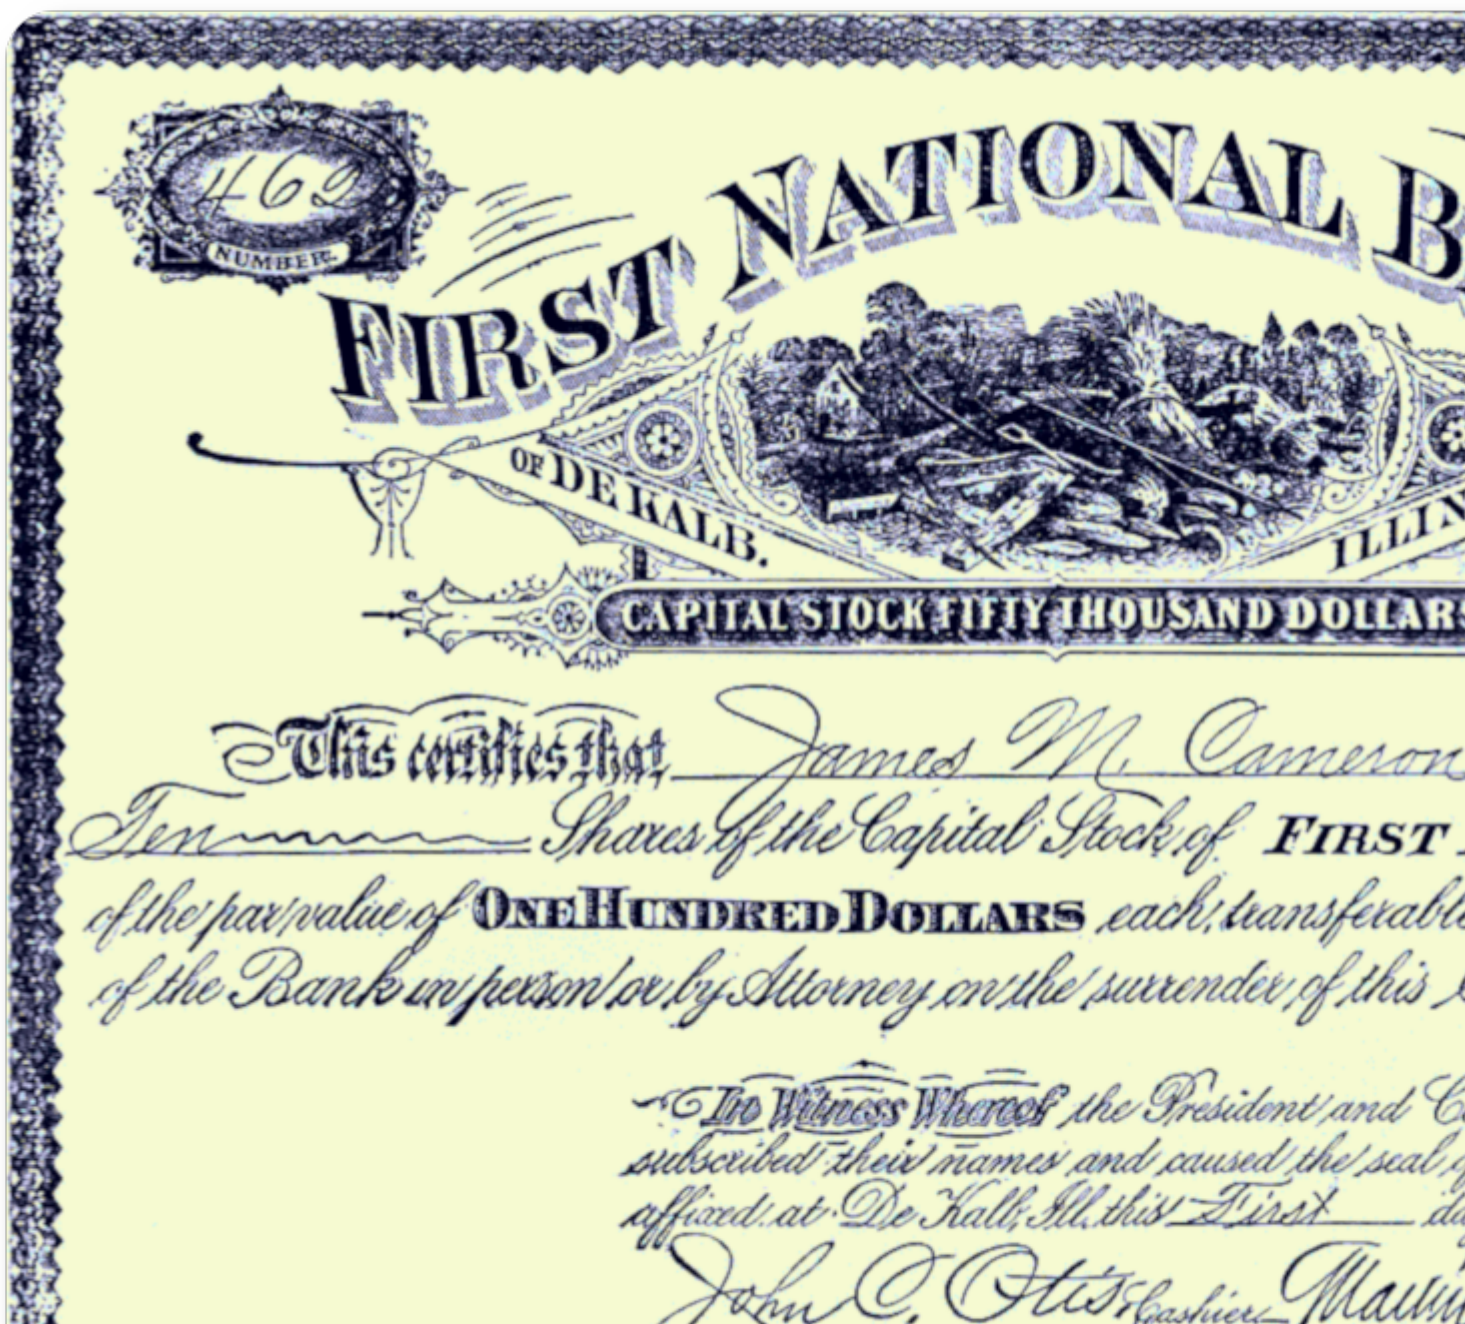 462
NUMBER.
FIRST NATIONAL B
OF DE KALB. ILLIN
CAPITAL STOCK FIFTY THOUSAND DOLLARS
This certifies that James M. Cameron
Ten Shares of the Capital Stock of FIRST
of the par value of ONE HUNDRED DOLLARS each, transferable
of the Bank in person or by Attorney on the surrender of this
In Witness Whereof the President and C
subscribed their names and caused the seal
affixed at De Kalb, Ill. this First da
John C. Otis Cashier